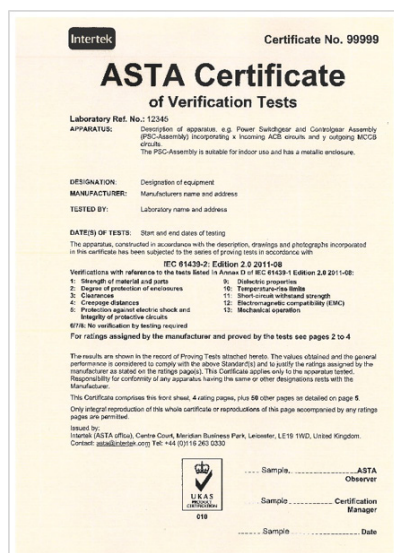 Intertek
Certificate No. 99999
ASTA Certificate
of Verification Tests
Laboratory Ref. No.: 12345
APPARATUS: Description of apparatus, e.g. Power Switchgear and Controlgear Assembly
(PSC-Assembly) incorporating x Incoming ACB circuits and y outgoing MCCB
circuits.
The PSC-Assembly is suitable for indoor use and has a metallic enclosure.
DESIGNATION: Designation of equipment
MANUFACTURER: Manufacturers name and address
TESTED BY: Laboratory name and address
DATE(S) OF TESTS: Start and end dates of testing
The apparatus, constructed in accordance with the description, drawings and photographs incorporated
in this certificate has been subjected to the series of proving tests in accordance with
IEC 61439-2: Edition 2.0 2011-08
Verifications with reference to the tests listed in Annex D of IEC 61439-1 Edition 2.0 2011-08:
1: Strength of material and parts
2: Degree of protection of enclosures
3: Clearances
4: Creepage distances
5: Protection against electric shock and
Integrity of protective circuits
9: Dielectric properties
10: Temperature-rise limits
11: Short-circuit withstand strength
12: Electromagnetic compatibility (EMC)
13: Mechanical operation
6/7/8: No verification by testing required
For ratings assigned by the manufacturer and proved by the tests see pages 2 to 4
The results are shown in the record of Proving Tests attached hereto. The values obtained and the general
performance is considered to comply with the above Standard(s) and to justify the ratings assigned by the
manufacturer as stated on the ratings page(s). This Certificate applies only to the apparatus tested.
Responsibility for conformity of any apparatus having the same or other designations rests with the
Manufacturer.
This Certificate comprises this front sheet, 4 rating pages, plus 50 other pages as detailed on page 5.
Only integral reproduction of this whole certificate or reproductions of this page accompanied by any ratings
pages are permitted.
Issued by:
Intertek (ASTA office), Centre Court, Meridian Business Park, Leicester, LE19 1WD, United Kingdom.
Contact: asta@intertek.com Tel: +44 (0)116 263 0330
UKAS
PRODUCT
CERTIFICATION
010
Sample ASTA
Observer
Sample Certification
Manager
Sample Date